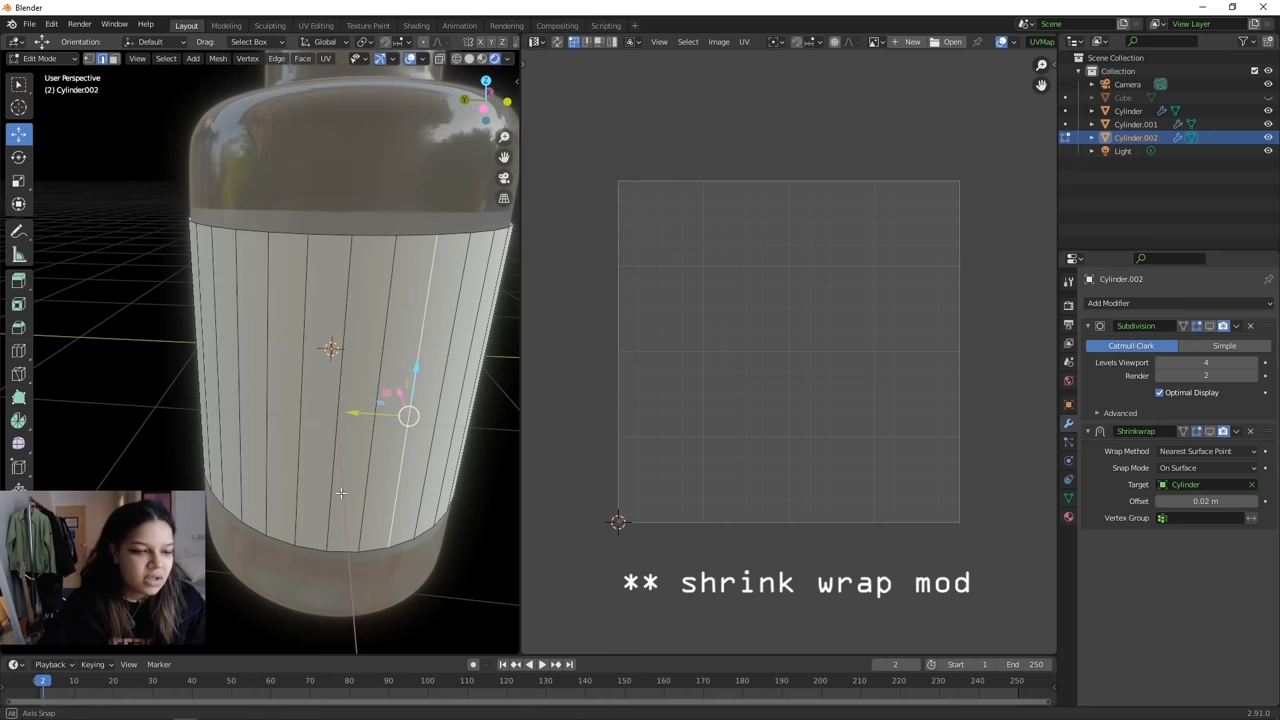 Blender
File Edit Render Window Help Layout Modeling Sculpting UV Editing Texture Paint Shading Animation Rendering Compositing Scripting + Scene View Layer
Orientation: Default Drag: Select Box Global X Y Z View Select Image UV New Open UVMap
Edit Mode View Select Add Mesh Vertex Edge Face UV
User Perspective
(2) Cylinder.002
Z
Y
Scene Collection
Collection
Camera
Cube
Cylinder
Cylinder.001
Cylinder.002
Light
Cylinder.002
Add Modifier
Subdivision
Catmull-Clark Simple
Levels Viewport 4
Render 2
Optimal Display
Advanced
Shrinkwrap
Wrap Method Nearest Surface Point
Snap Mode On Surface
Target Cylinder
Offset 0.02 m
Vertex Group
** shrink wrap mod
Playback Keying View Marker 2 Start 1 End 250
2 10 20 30 40 50 60 70 80 90 100 110 120 130 140 150 160 170 180 190 200 210 220 230 240 250
Axis Snap 2.91.0